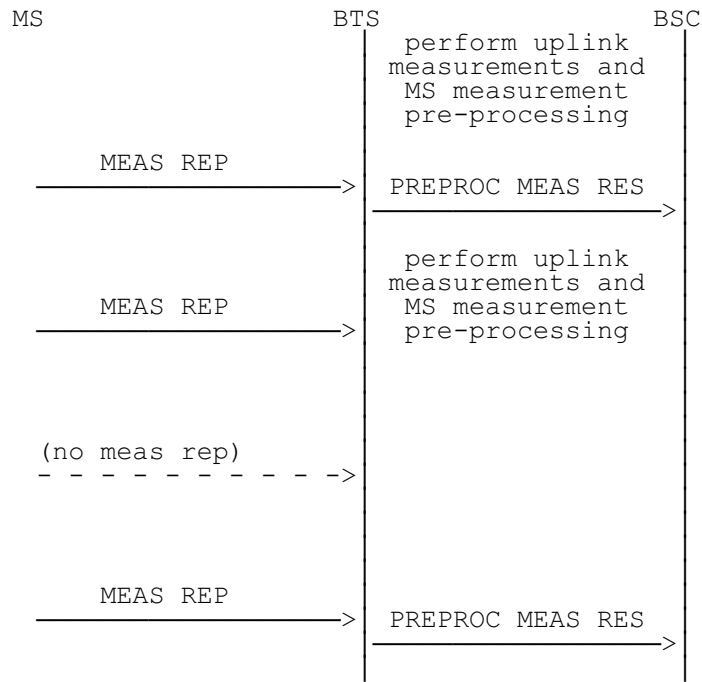 MS BTS BSC
perform uplink
measurements and
MS measurement
pre-processing
MEAS REP
PREPROC MEAS RES
perform uplink
measurements and
MS measurement
pre-processing
MEAS REP
(no meas rep)
MEAS REP
PREPROC MEAS RES